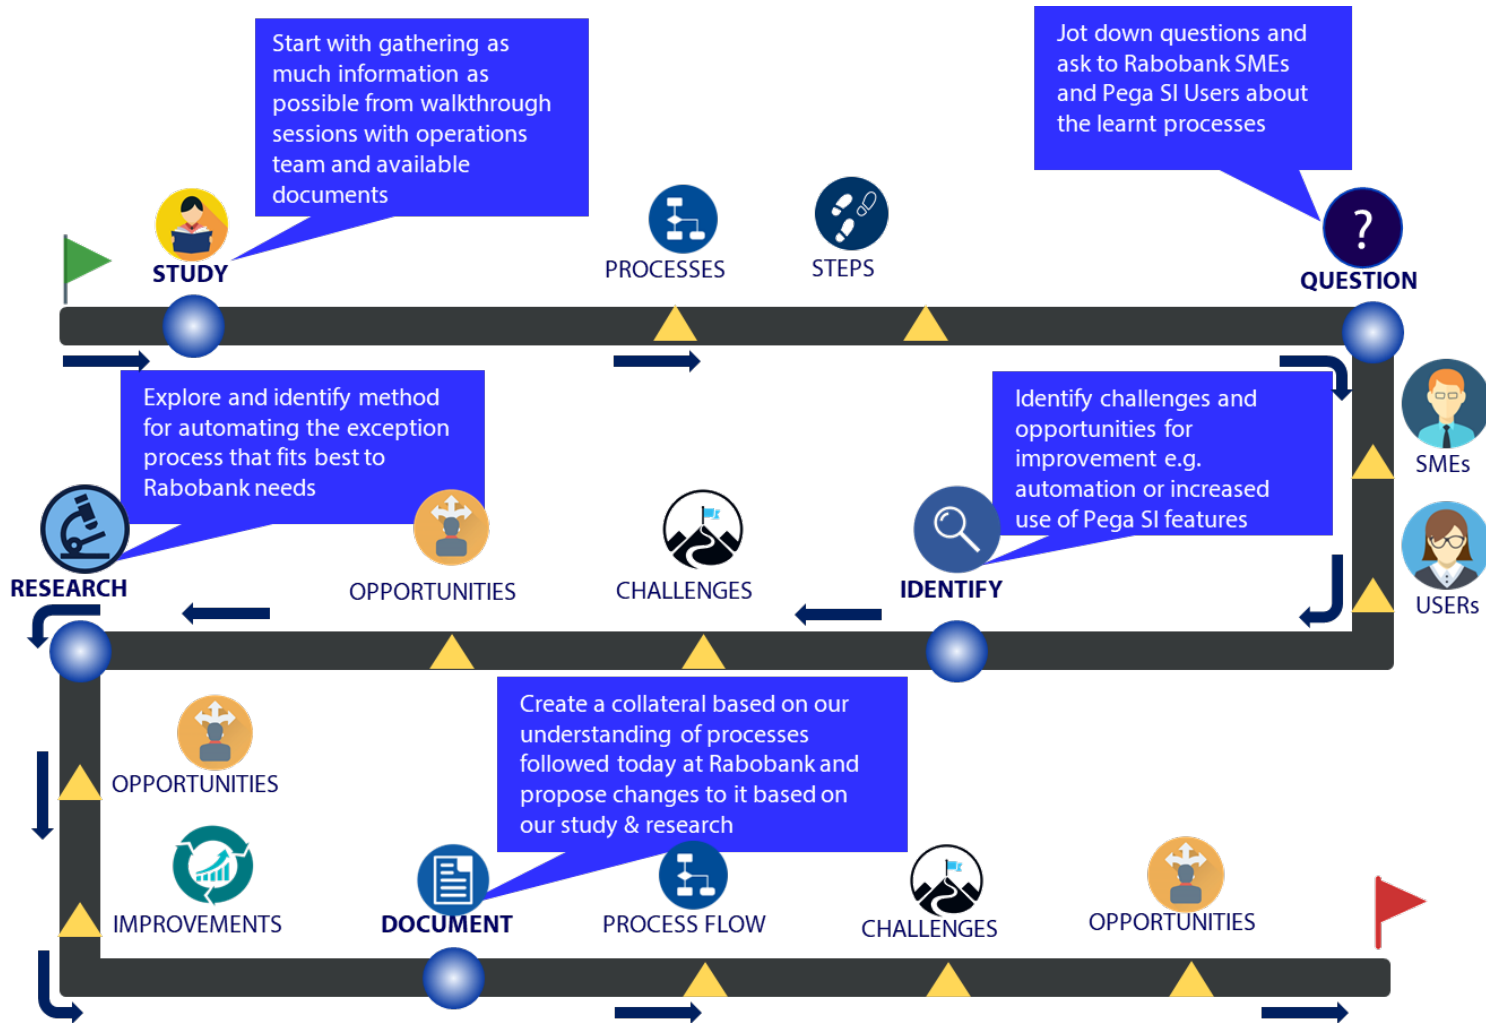 Start with gathering as
much information as
possible from walkthrough
sessions with operations
team and available
documents
Jot down questions and
ask to Rabobank SMEs
and Pega SI Users about
the learnt processes
STUDY
PROCESSES
STEPS
?
QUESTION
Explore and identify method
for automating the exception
process that fits best to
Rabobank needs
Identify challenges and
opportunities for
improvement e.g.
automation or increased
use of Pega SI features
SMEs
USERs
RESEARCH
OPPORTUNITIES
CHALLENGES
IDENTIFY
Create a collateral based on our
understanding of processes
followed today at Rabobank and
propose changes to it based on
our study & research
OPPORTUNITIES
IMPROVEMENTS
DOCUMENT
PROCESS FLOW
CHALLENGES
OPPORTUNITIES